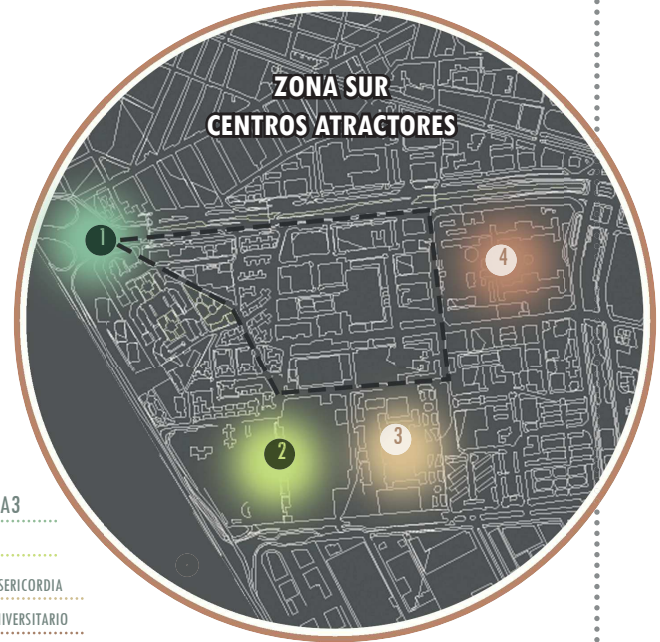 ZONA SUR
CENTROS ATRACTORES
1
4
3
2
A3
SERICORDIA
IVERSITARIO